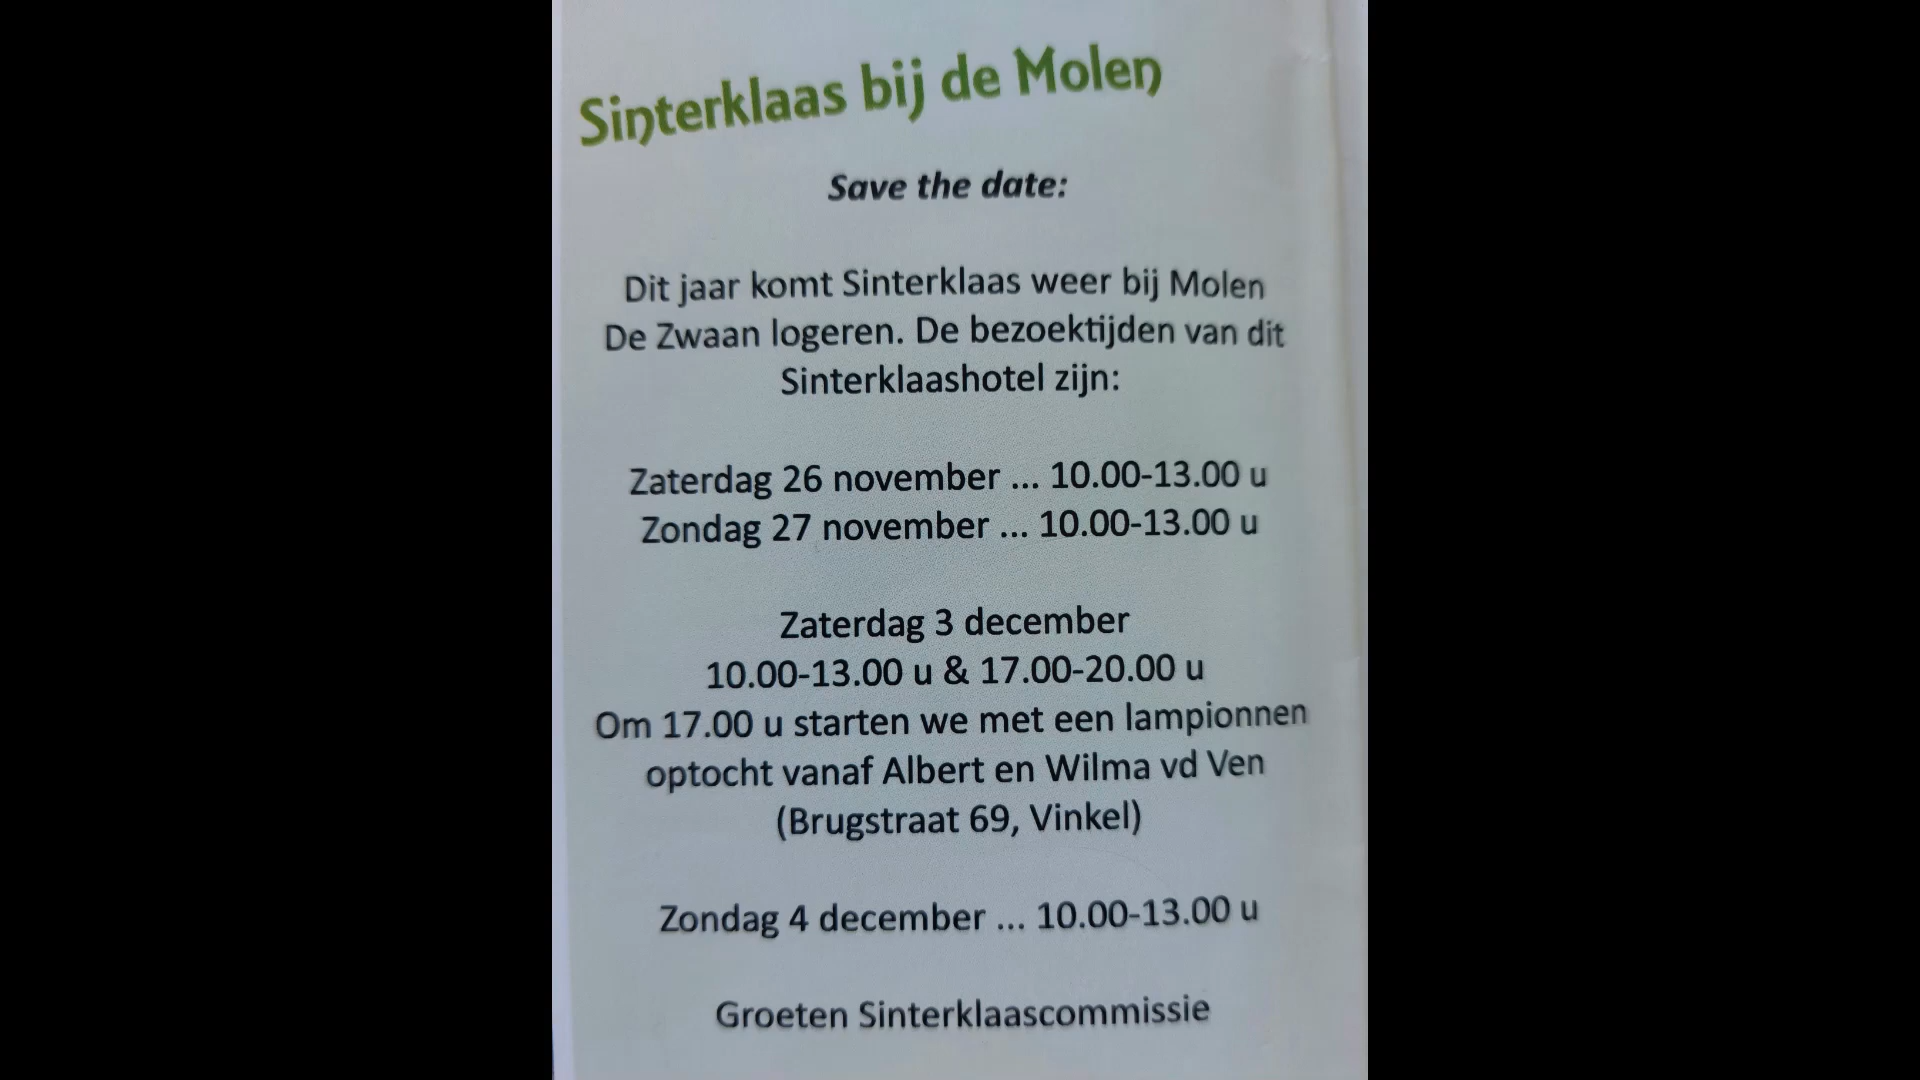 Sinterklaas bij de Molen
Save the date:
Dit jaar komt Sinterklaas weer bij Molen
De Zwaan logeren. De bezoektijden van dit
Sinterklaashotel zijn:
Zaterdag 26 november ... 10.00-13.00 u
Zondag 27 november ... 10.00-13.00 u
Zaterdag 3 december
10.00-13.00 u & 17.00-20.00 u
Om 17.00 u starten we met een lampionnen
optocht vanaf Albert en Wilma vd Ven
(Brugstraat 69, Vinkel)
Zondag 4 december ... 10.00-13.00 u
Groeten Sinterklaascommissie